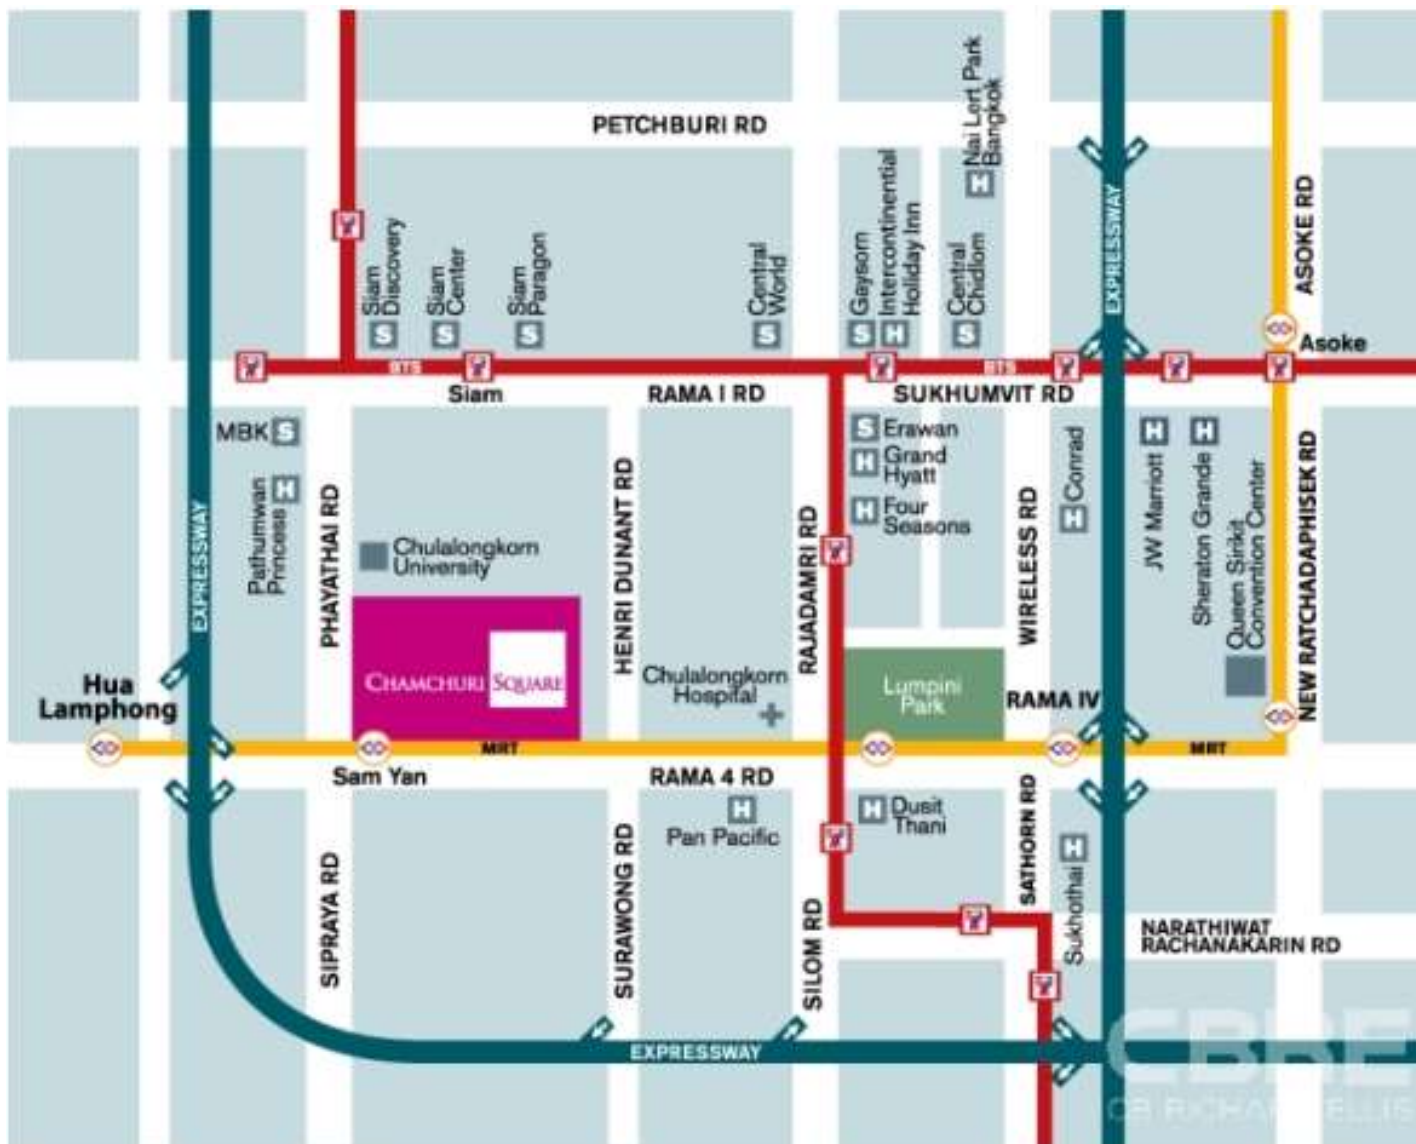 PETCHBURI RD
Nai Lert Park
Bangkok
EXPRESSWAY
ASOKE RD
Siam
Discovery
S
Siam
Center
S
Siam
Paragon
S
Central
World
S
Gaysorn
S
Intercontinental
Holiday Inn
H
Central
Chidlom
S
H
Asoke
BTS
BTS
Siam
RAMA I RD
SUKHUMVIT RD
MBK S
Pathumwan
Princess
H
EXPRESSWAY
PHAYATHAI RD
Chulalongkorn
University
HENRI DUNANT RD
RAJADAMRI RD
S Erawan
H Grand
Hyatt
H Four
Seasons
WIRELESS RD
Conrad
H
JW Marriott
H
Sheraton Grande
H
Queen Sirikit
Convention Center
NEW RATCHADAPHISEK RD
Hua
Lamphong
CHAMCHURI SQUARE
Chulalongkorn
Hospital
Lumpini
Park
RAMA IV
MRT
MRT
Sam Yan
RAMA 4 RD
H
Pan Pacific
H Dusit
Thani
SATHORN RD
Sukhothai
H
SIPRAYA RD
SURAWONG RD
SILOM RD
NARATHIWAT
RACHANAKARIN RD
EXPRESSWAY
CBRE
CB RICHARD ELLIS